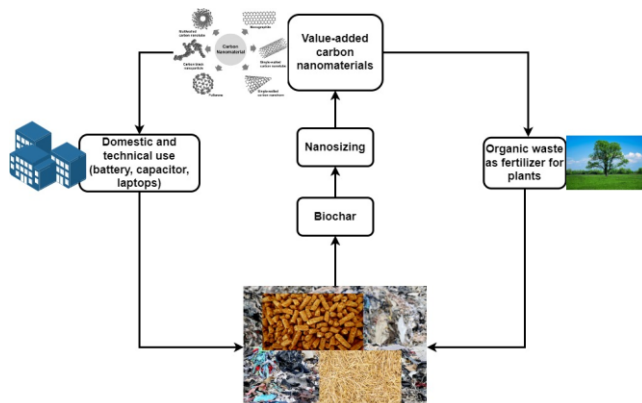 Carbon
Nanomaterial
Fullerene
Value-added
carbon
nanomaterials
Domestic and
technical use
(battery, capacitor,
laptops)
Nanosizing
Organic waste
as fertilizer for
plants
Biochar